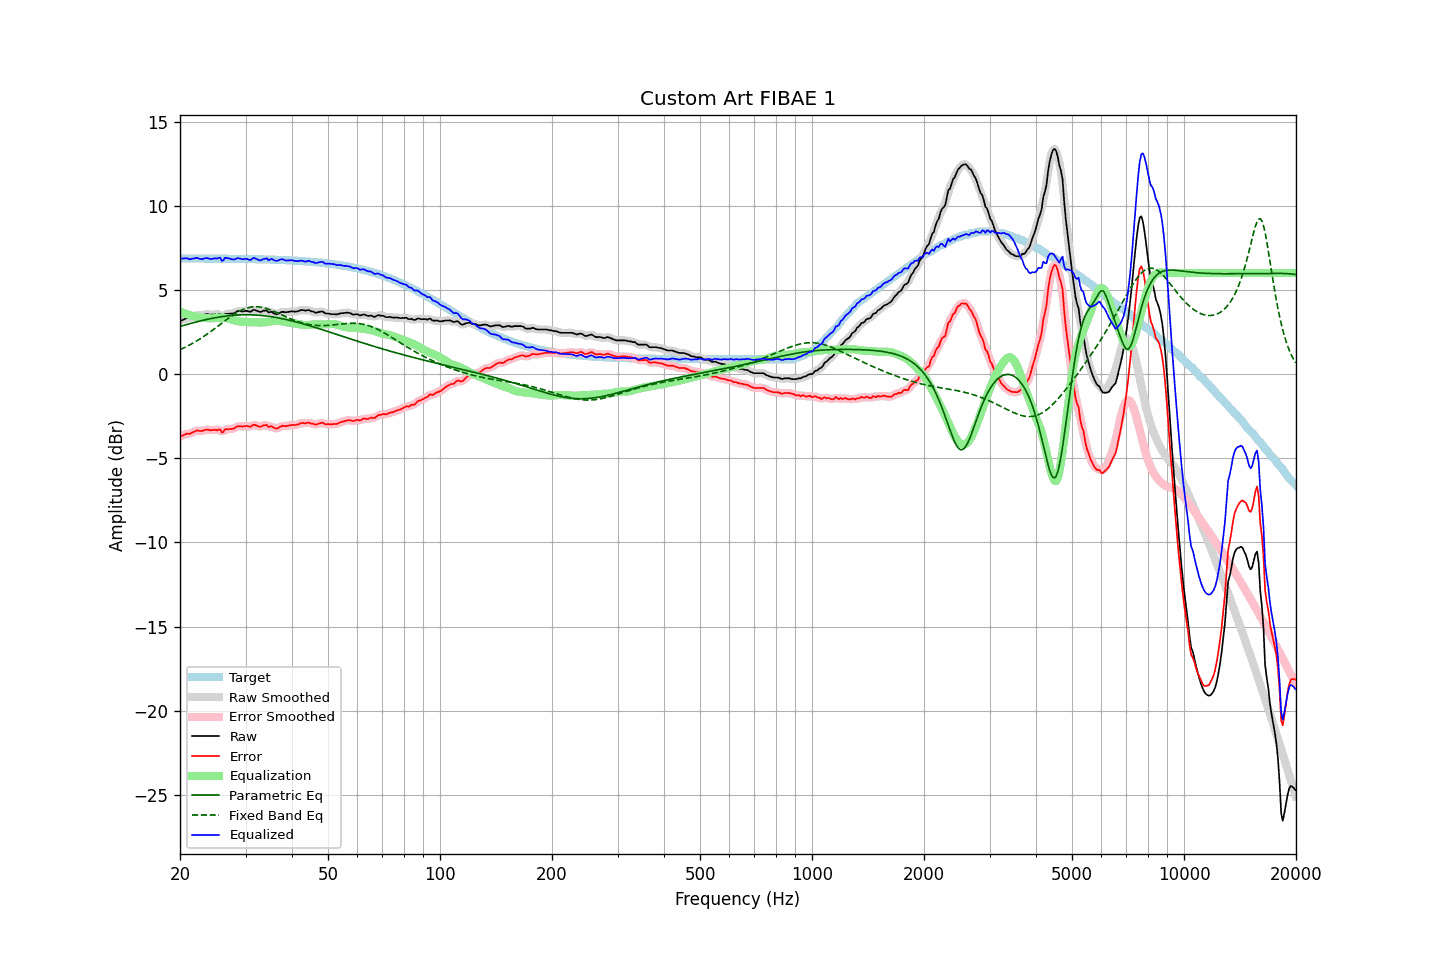 Custom Art FIBAE 1
15
10
5
0
−5
−10
−15
−20
−25
Amplitude (dBr)
Target
Raw Smoothed
Error Smoothed
Raw
Error
Equalization
Parametric Eq
Fixed Band Eq
Equalized
20 50 100 200 500 1000 2000 5000 10000 20000
Frequency (Hz)